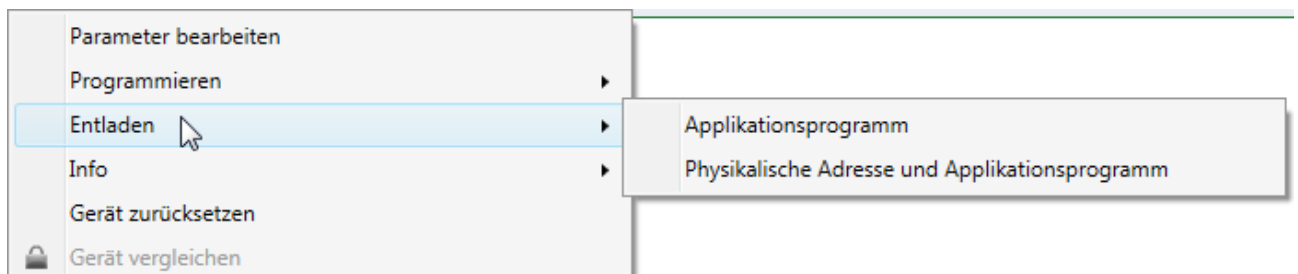 Parameter bearbeiten
Programmieren
Entladen
Applikationsprogramm
Info
Physikalische Adresse und Applikationsprogramm
Gerät zurücksetzen
Gerät vergleichen